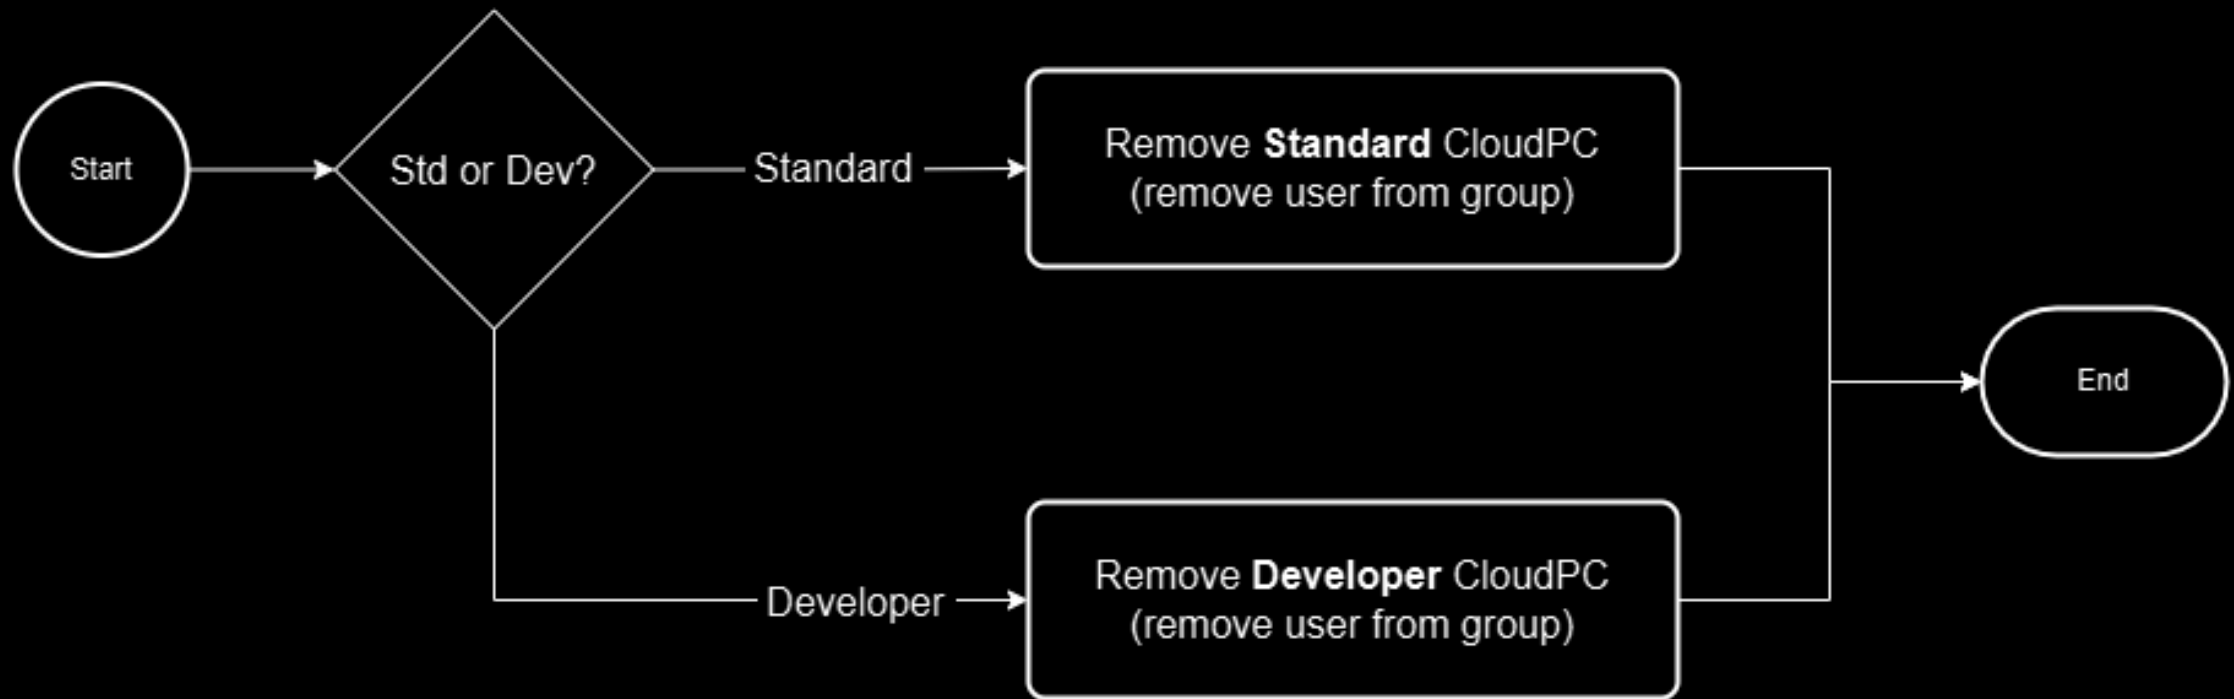 Start
Std or Dev?
Standard
Remove Standard CloudPC
(remove user from group)
End
Developer
Remove Developer CloudPC
(remove user from group)